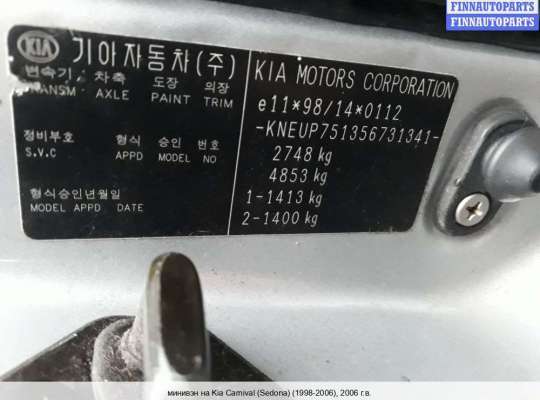 FINNAUTOPARTS
FINNAUTOPARTS
KIA 기아자동차(주)
변속기 차축 도장 의장
TRANSM AXLE PAINT TRIM
정비부호 형식 승인 번호
S.V.C APPD MODEL NO
형식승인년월일
MODEL APPD DATE
KIA MOTORS CORPORATION
e11*98/14*0112
-KNEUP751356731341-
2748 kg
4853 kg
1-1413 kg
2-1400 kg
минивэн на Kia Carnival (Sedona) (1998-2006), 2006 г.в.